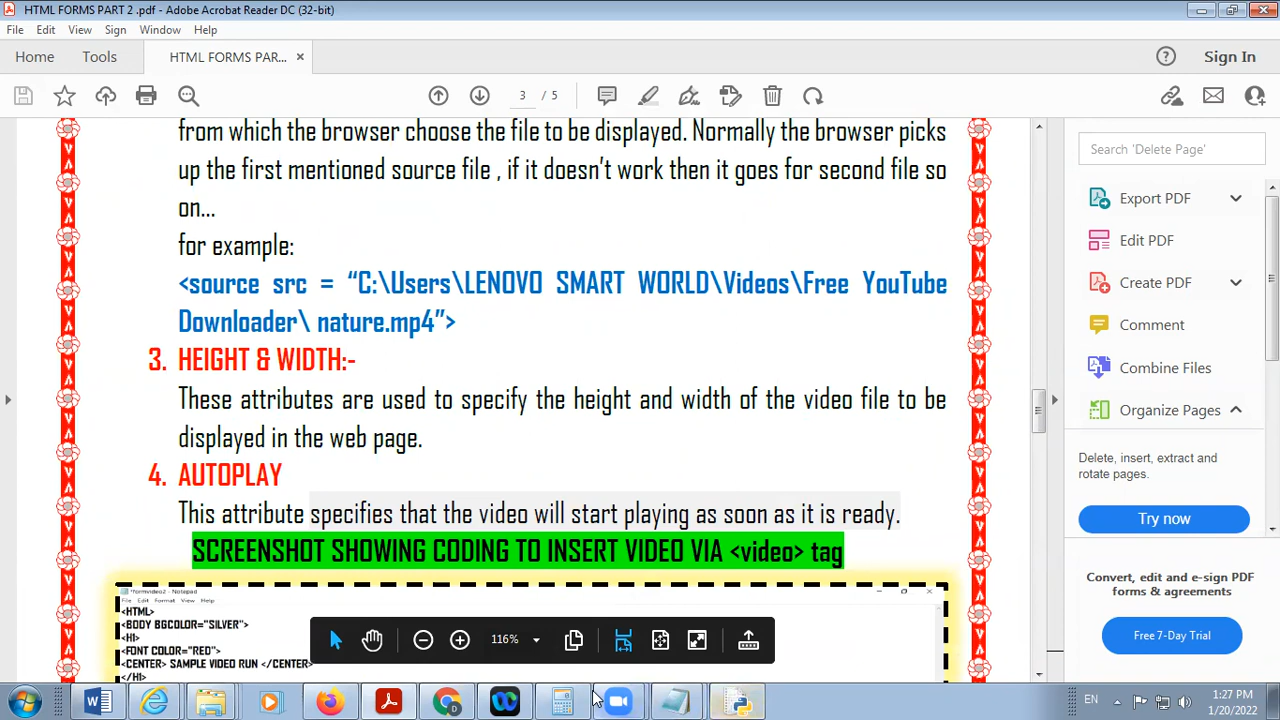 HTML FORMS PART 2 .pdf - Adobe Acrobat Reader DC (32-bit)
File Edit View Sign Window Help
Home Tools HTML FORMS PAR... × Sign In
3 / 5
from which the browser choose the file to be displayed. Normally the browser picks
up the first mentioned source file , if it doesn't work then it goes for second file so
on...
for example:
<source src = “C:\Users\LENOVO SMART WORLD\Videos\Free YouTube
Downloader\ nature.mp4”>
3. HEIGHT & WIDTH:-
These attributes are used to specify the height and width of the video file to be
displayed in the web page.
4. AUTOPLAY
This attribute specifies that the video will start playing as soon as it is ready.
SCREENSHOT SHOWING CODING TO INSERT VIDEO VIA <video> tag
*formvideo2 - Notepad
File Edit Format View Help
<HTML>
<BODY BGCOLOR="SILVER">
<H1>
<FONT COLOR="RED">
<CENTER> SAMPLE VIDEO RUN </CENTER>
</H1>
116%
Search 'Delete Page'
Export PDF
Edit PDF
Create PDF
Comment
Combine Files
Organize Pages
Delete, insert, extract and
rotate pages.
Try now
Convert, edit and e-sign PDF
forms & agreements
Free 7-Day Trial
EN
1:27 PM
1/20/2022